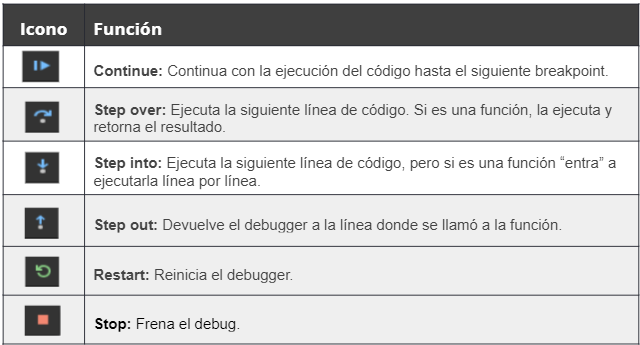 Icono Función
Continue: Continua con la ejecución del código hasta el siguiente breakpoint.
Step over: Ejecuta la siguiente línea de código. Si es una función, la ejecuta y
retorna el resultado.
Step into: Ejecuta la siguiente línea de código, pero si es una función “entra” a
ejecutarla línea por línea.
Step out: Devuelve el debugger a la línea donde se llamó a la función.
Restart: Reinicia el debugger.
Stop: Frena el debug.